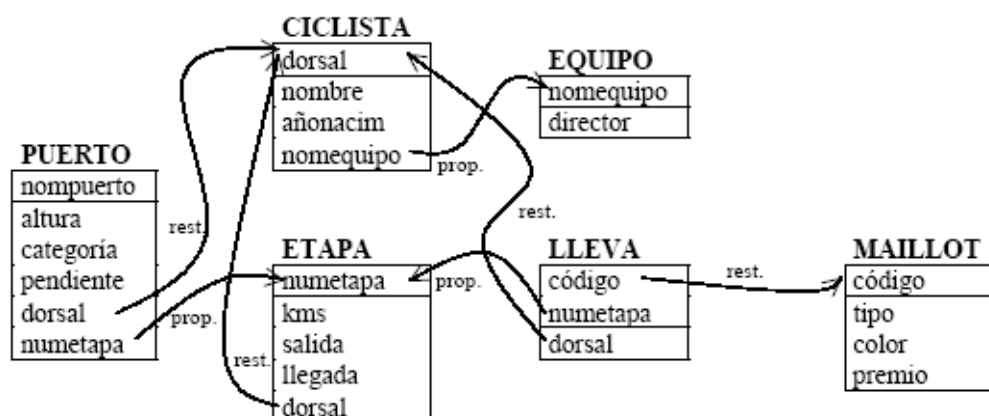 CICLISTA
dorsal
nombre
añonacim
nomequipo
EQUIPO
nomequipo
director
prop.
PUERTO
nompuerto
altura
categoría
pendiente
dorsal
numetapa
rest.
prop.
rest.
ETAPA
numetapa
kms
salida
llegada
dorsal
rest.
prop.
LLEVA
código
numetapa
dorsal
rest.
MAILLOT
código
tipo
color
premio